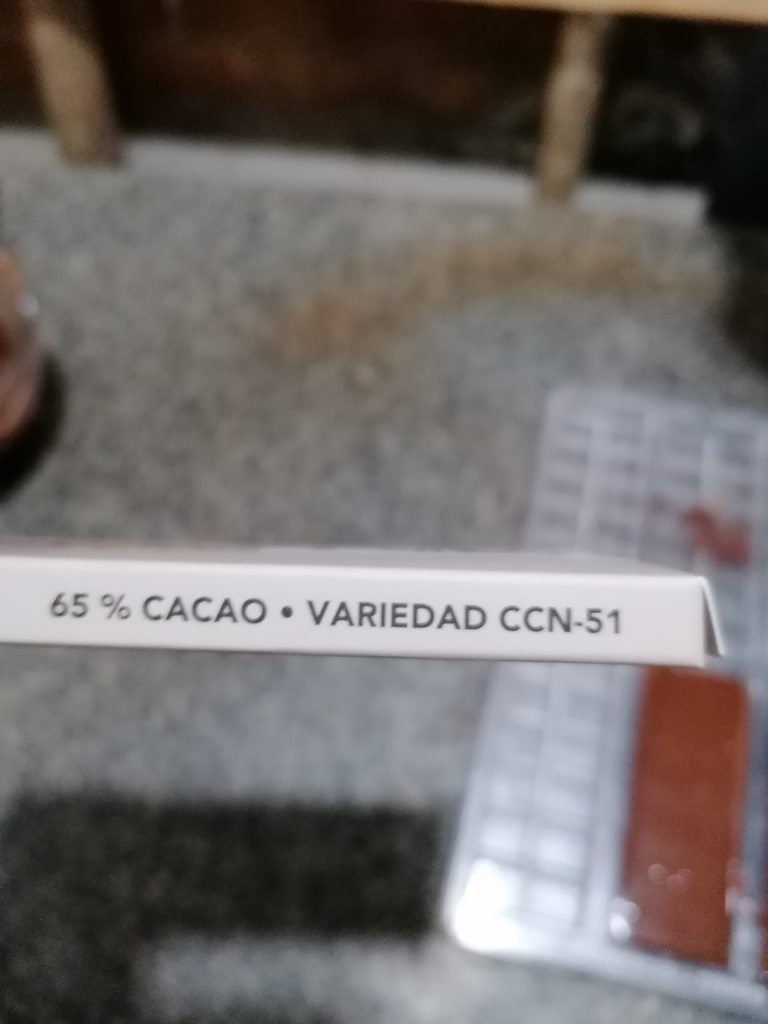 65 % CACAO • VARIEDAD CCN-51